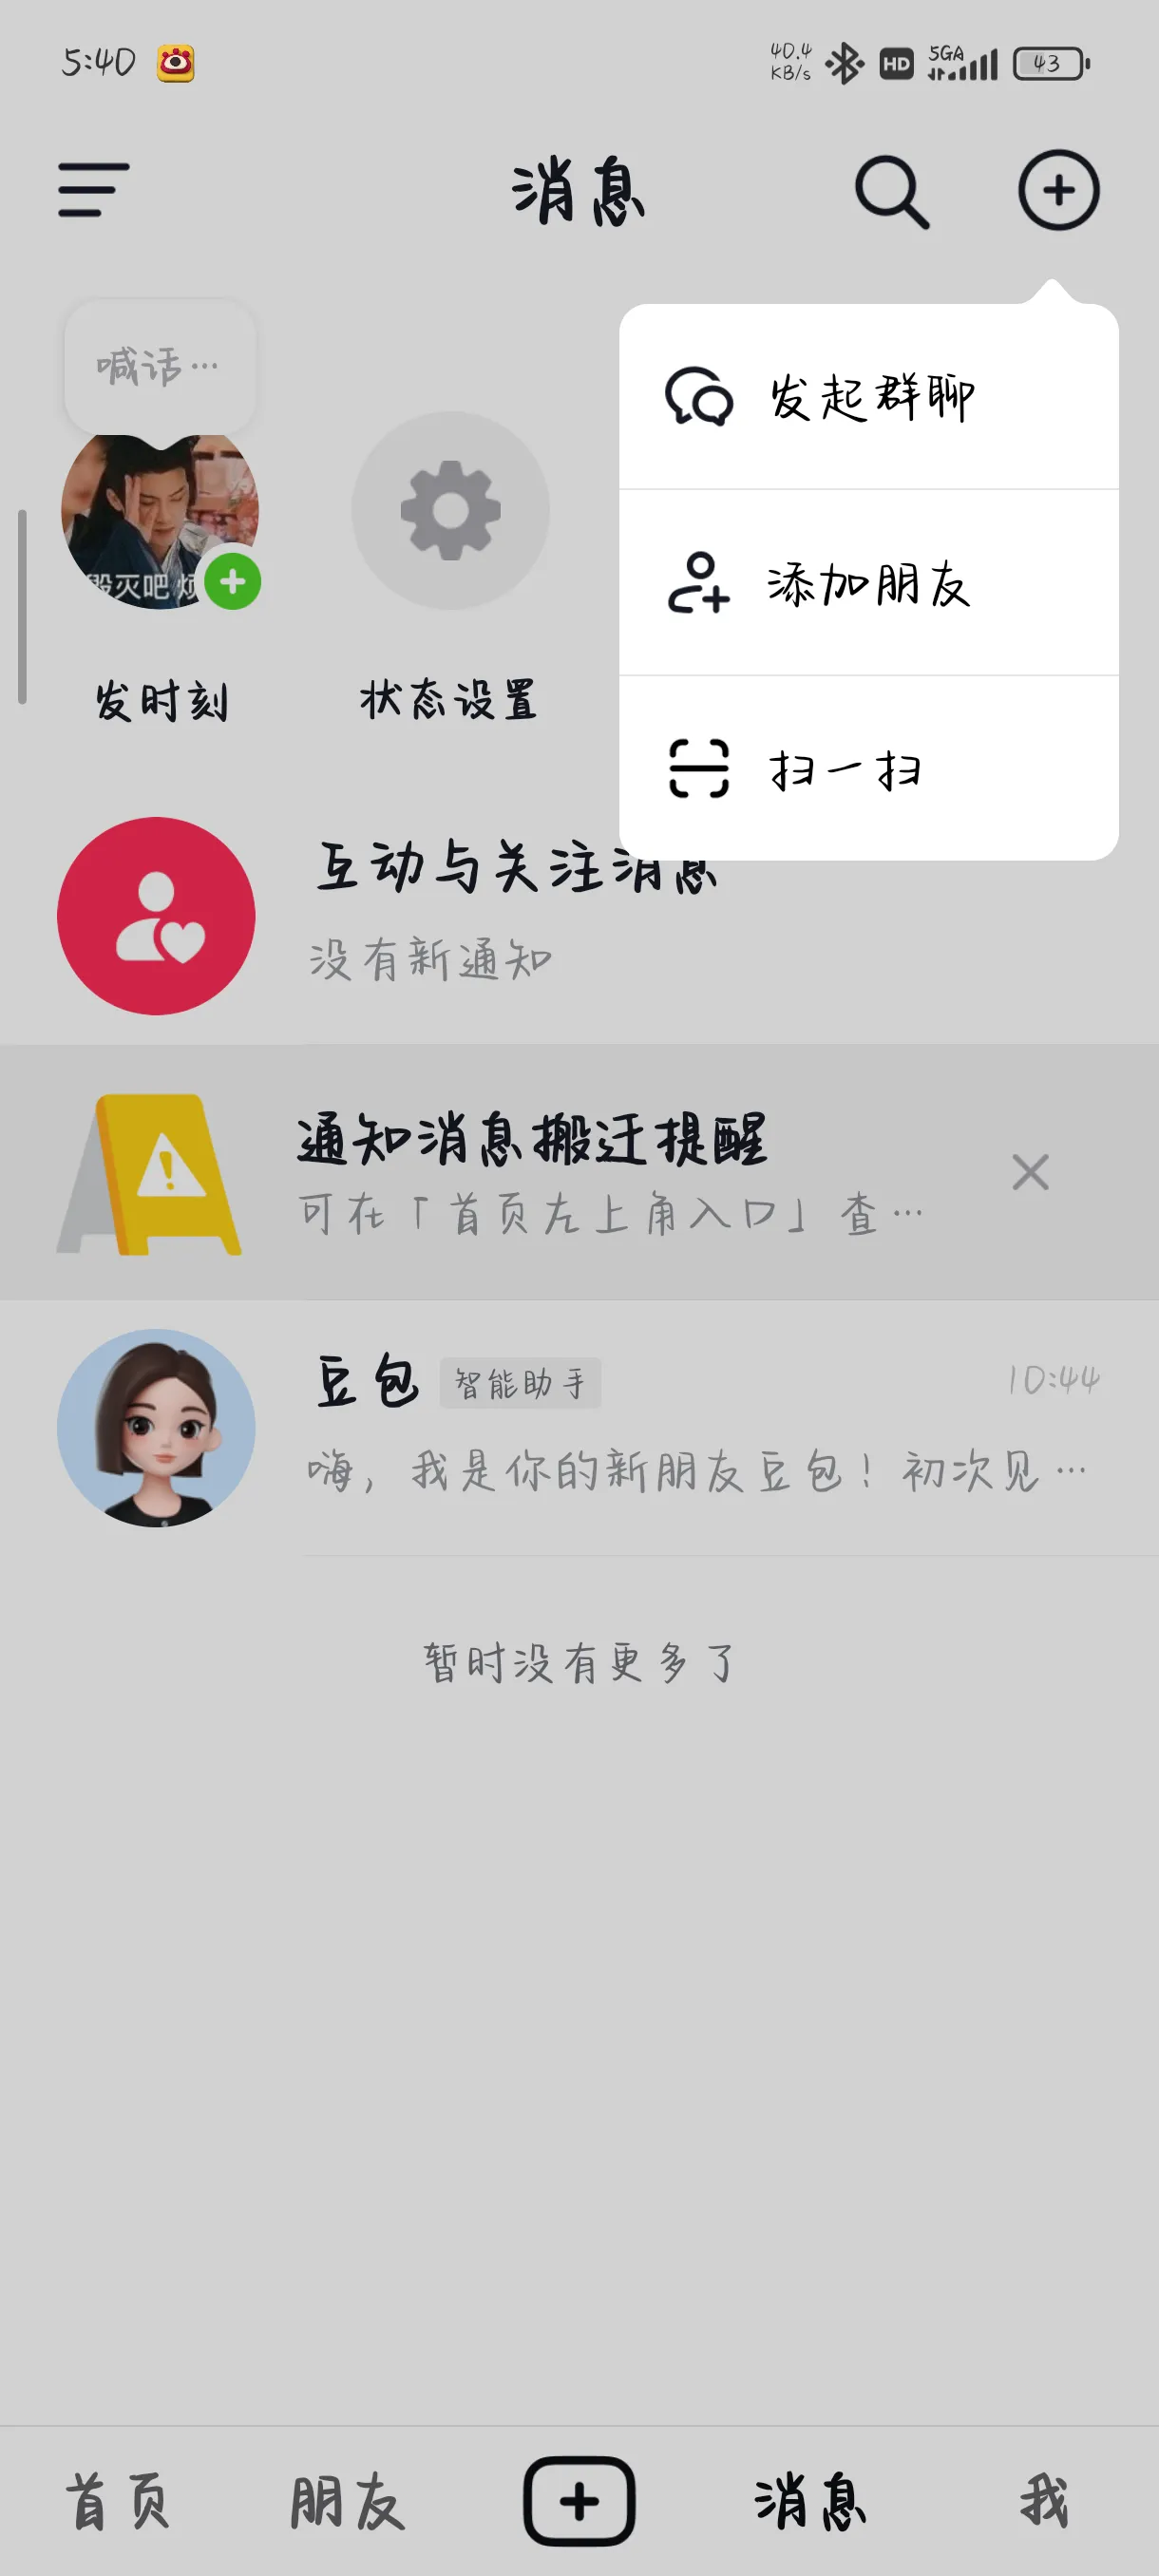 5:40
40.4
KB/s
HD
5GA
43
消息
喊话…
发起群聊
添加朋友
扫一扫
毁灭吧 烦
发时刻
状态设置
互动与关注消息
没有新通知
通知消息搬迁提醒
可在「首页左上角入口」查…
豆包 智能助手 10:44
嗨，我是你的新朋友豆包！初次见…
暂时没有更多了
首页 朋友 消息 我